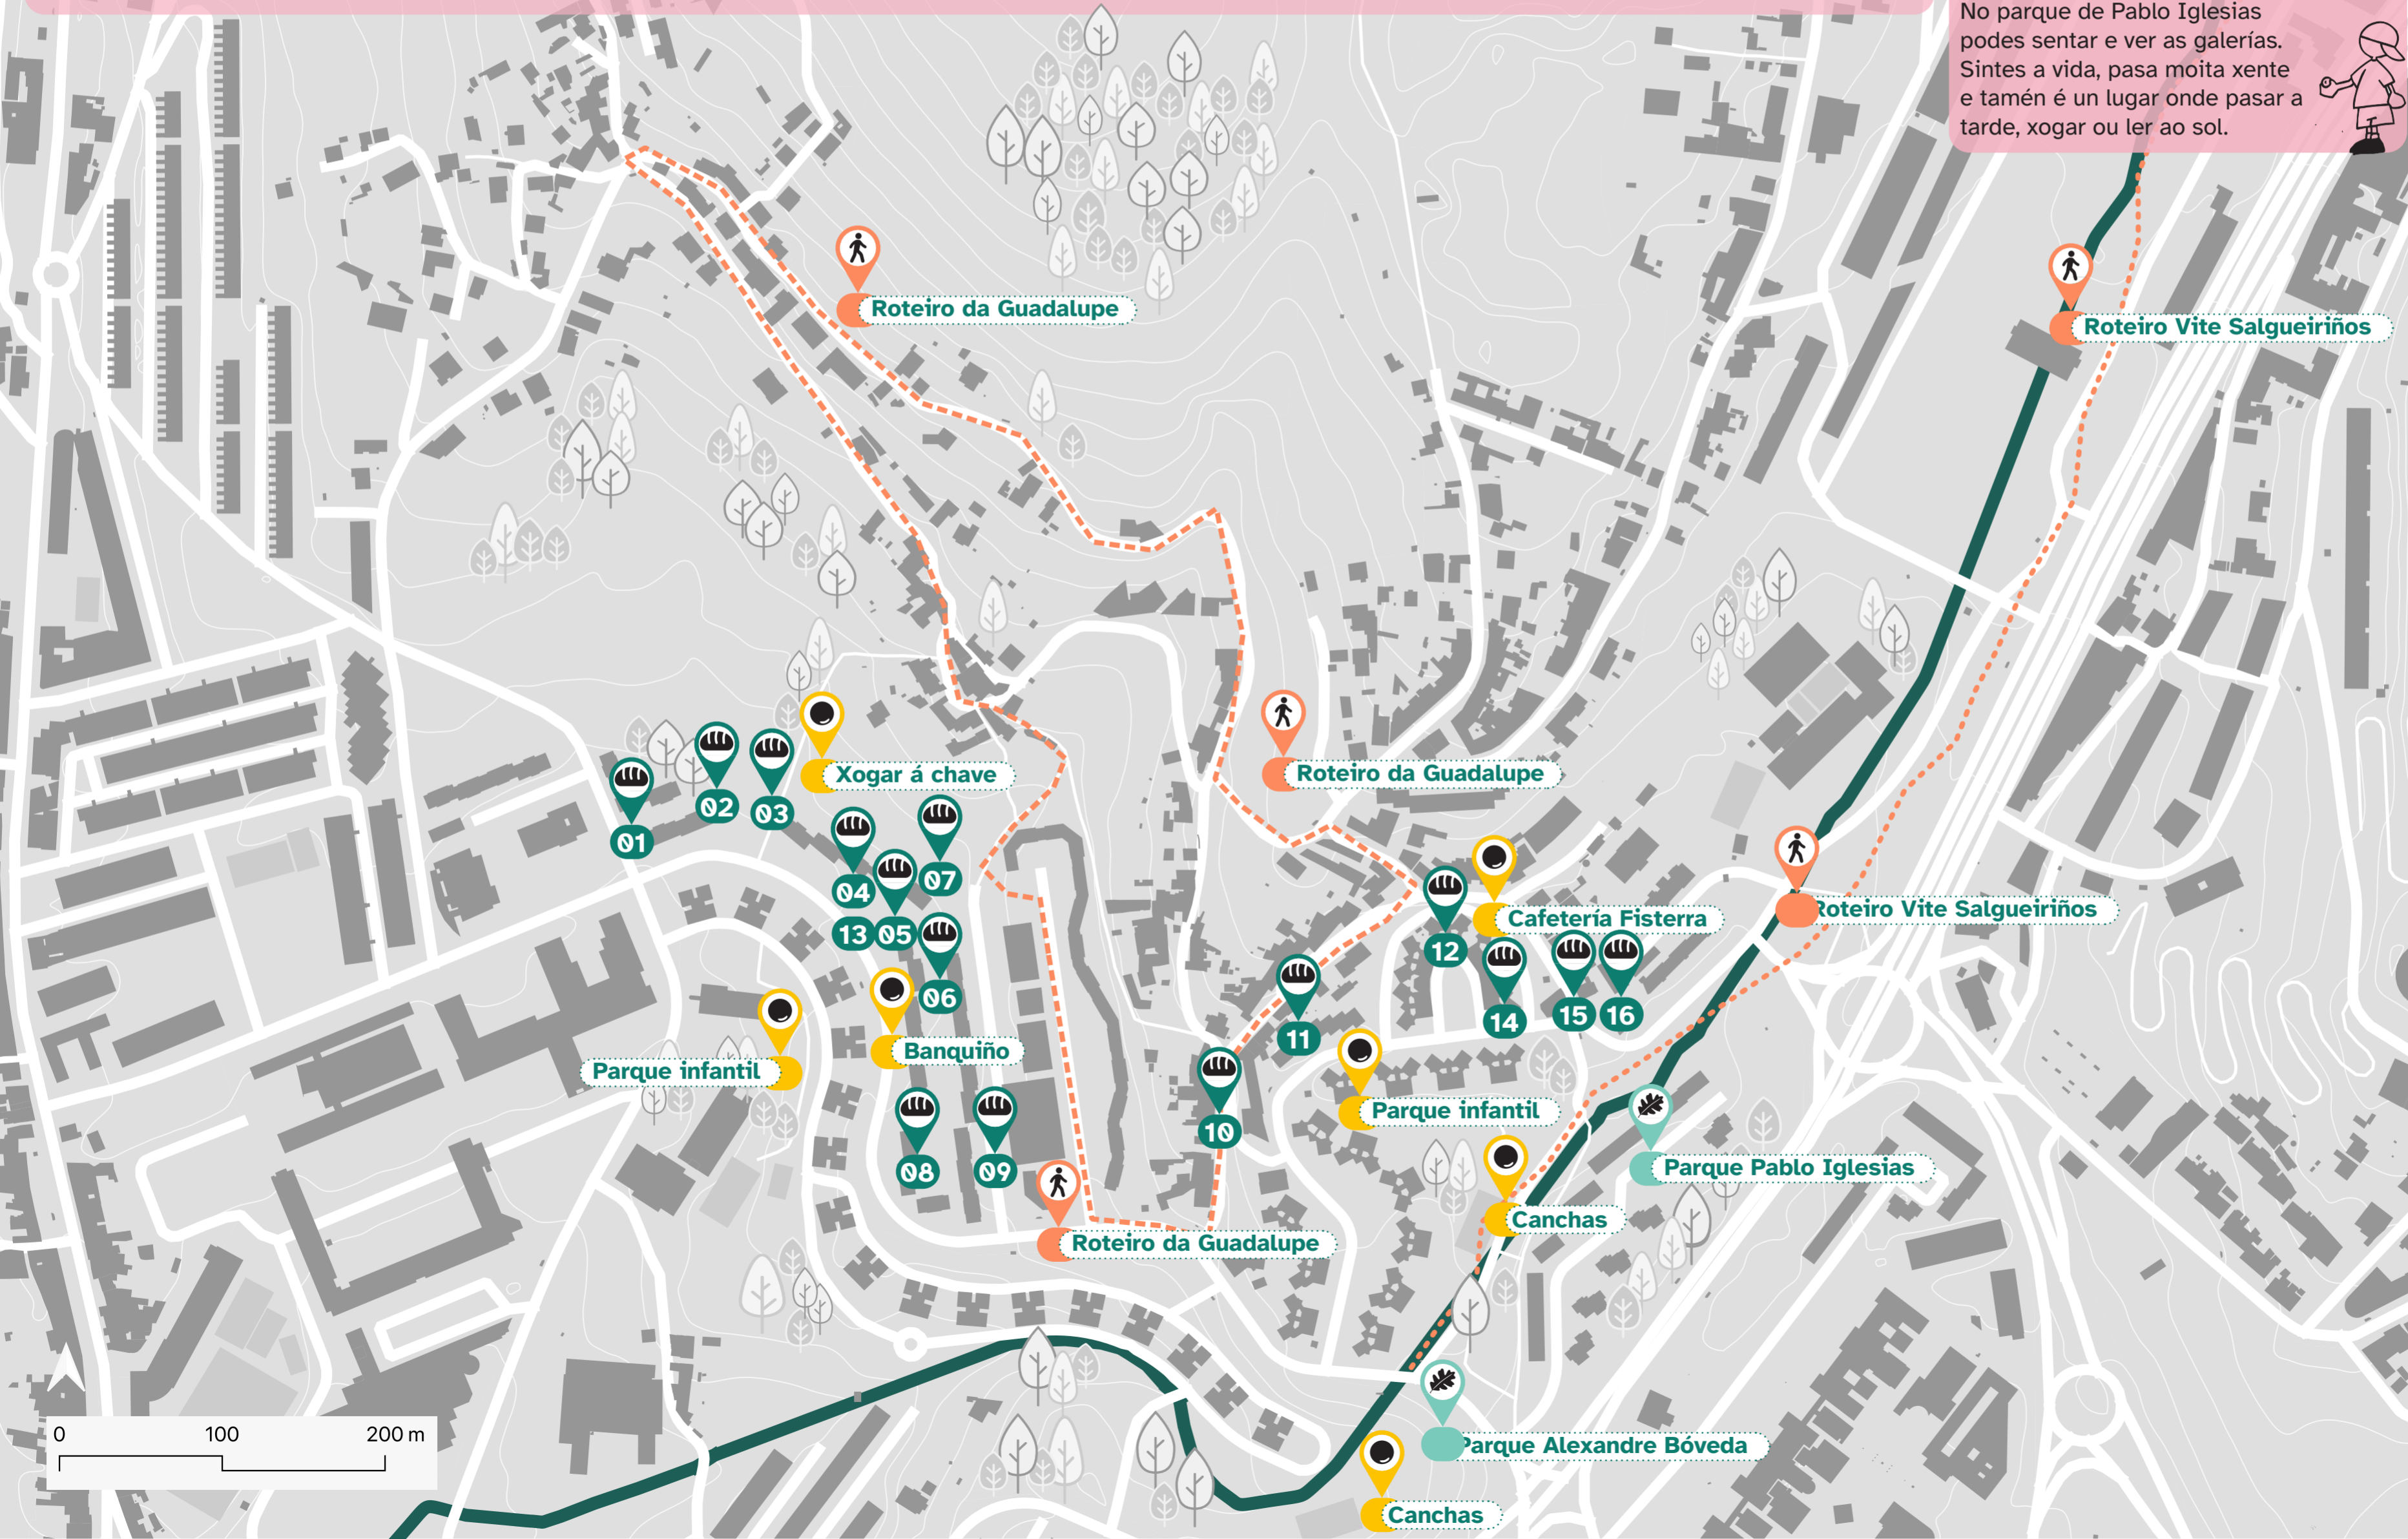 No parque de Pablo Iglesias
podes sentar e ver as galerías.
Sintes a vida, pasa moita xente
e tamén é un lugar onde pasar a
tarde, xogar ou ler ao sol.
Roteiro da Guadalupe
Roteiro Vite Salgueiriños
Roteiro da Guadalupe
Xogar á chave
01
02
03
04
07
13
05
06
Cafetería Fisterra
Roteiro Vite Salgueiriños
12
14
15
16
11
Banquiño
Parque infantil
Parque infantil
10
08
09
Parque Pablo Iglesias
Canchas
Roteiro da Guadalupe
Parque Alexandre Bóveda
Canchas
0 100 200 m